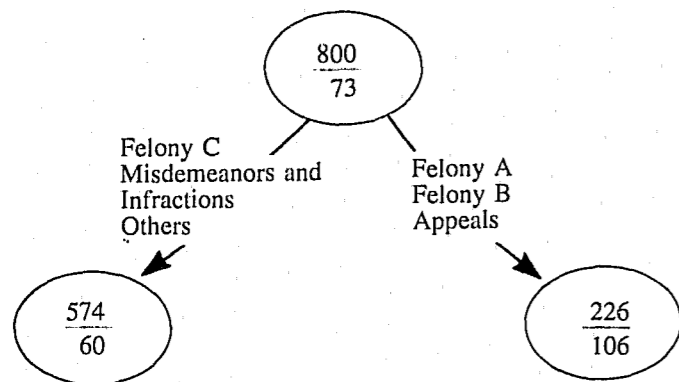 800
73
Felony C
Misdemeanors and
Infractions
Others
Felony A
Felony B
Appeals
574
60
226
106